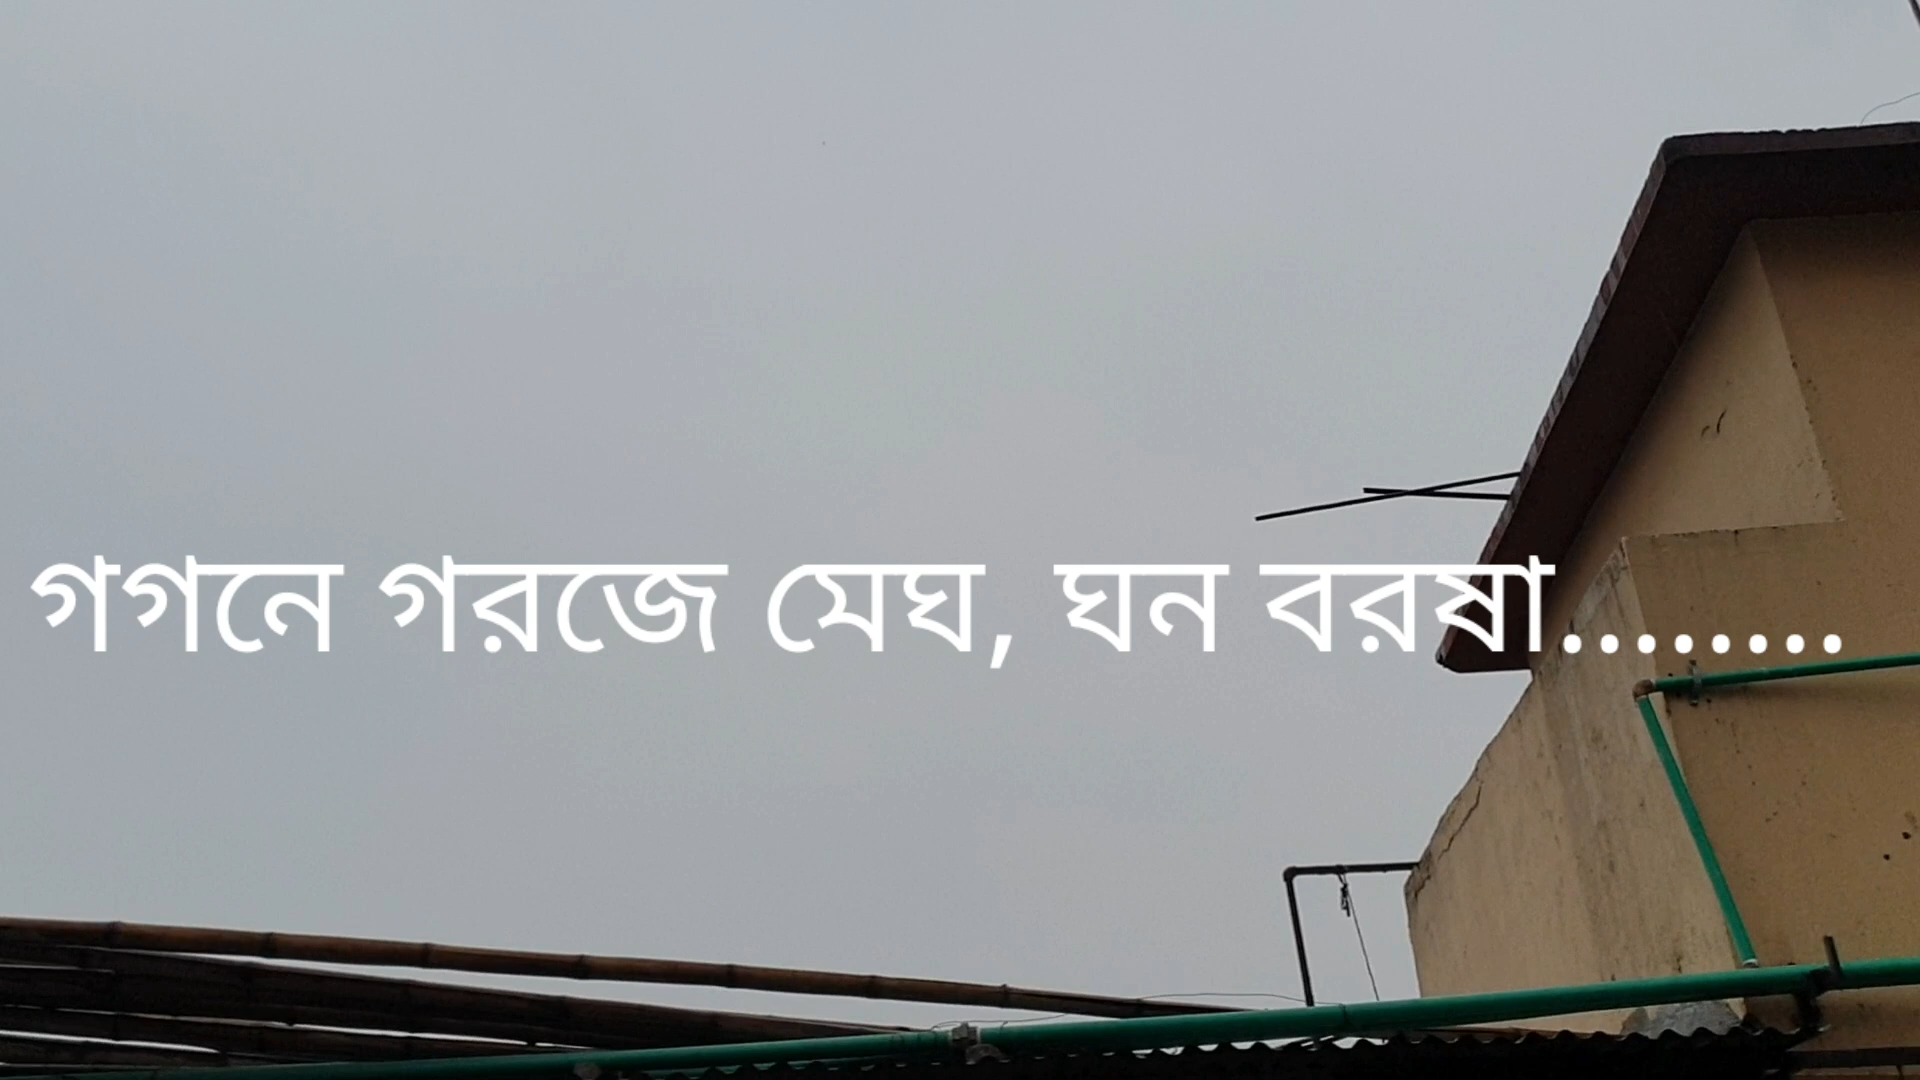 গগনে গরজে মেঘ, ঘন বরষা........